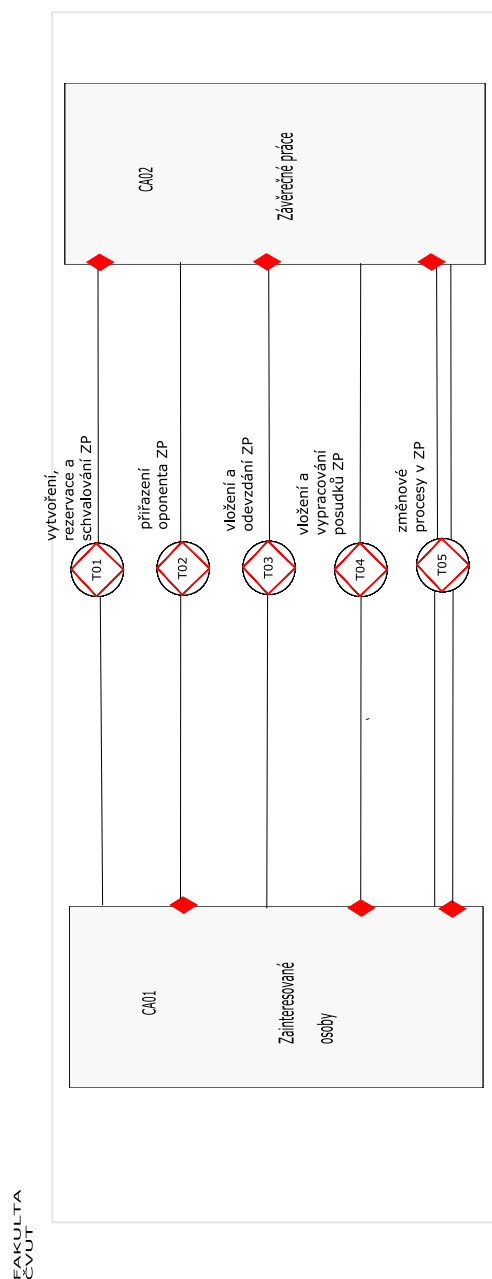 FAKULTA
ČVUT
CA01
Zainteresované
osoby
vytvoření,
rezervace a
schvalování ZP
T01
přiřazení
oponenta ZP
T02
vložení a
odevzdání ZP
T03
vložení a
vypracování
posudků ZP
T04
změnové
procesy v ZP
T05
CA02
Závěrečné práce